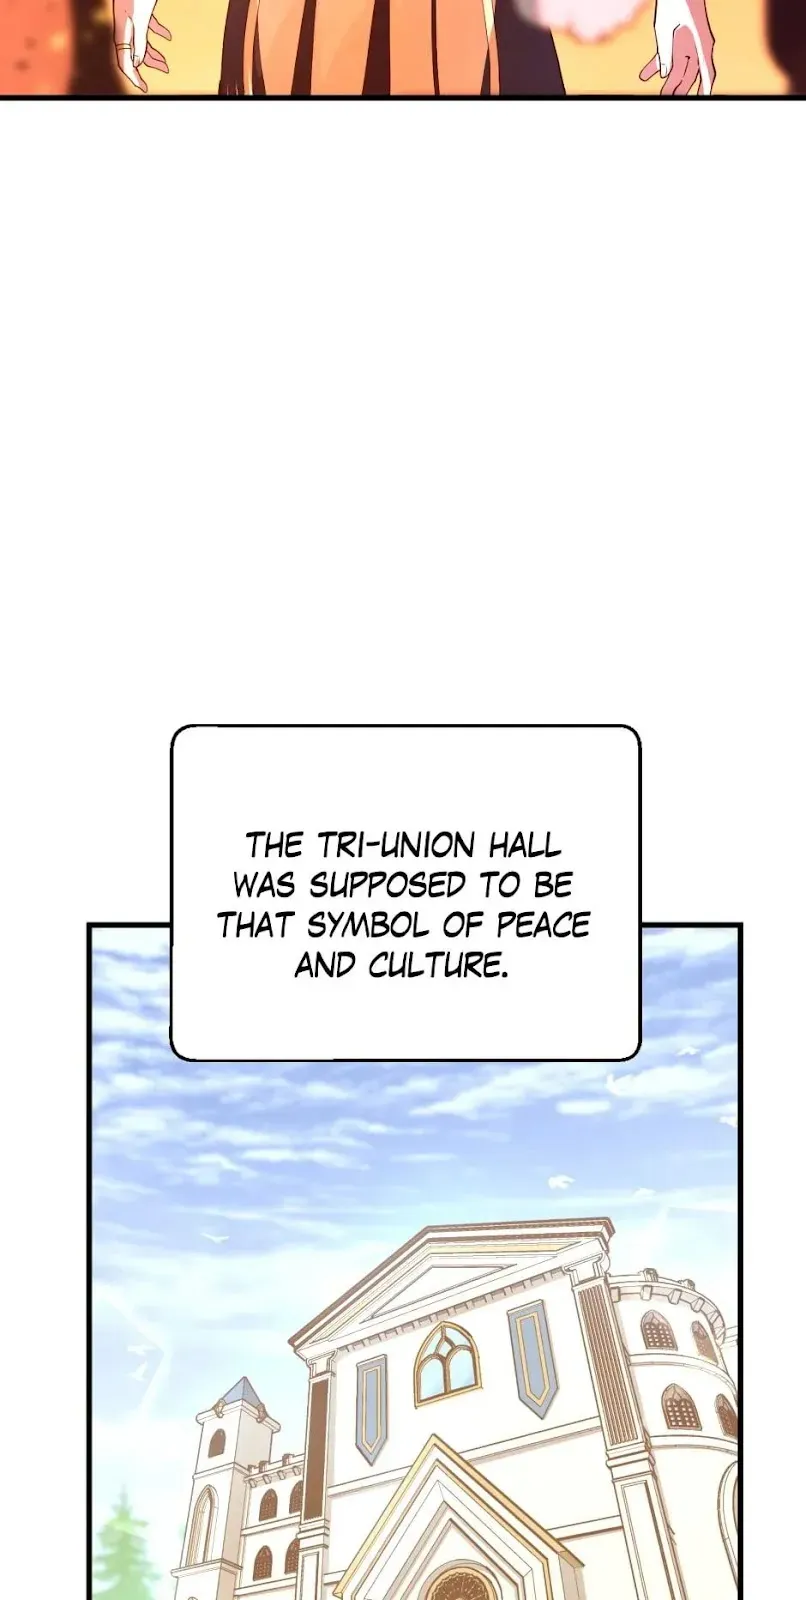 THE TRI-UNION HALL
WAS SUPPOSED TO BE
THAT SYMBOL OF PEACE
AND CULTURE.